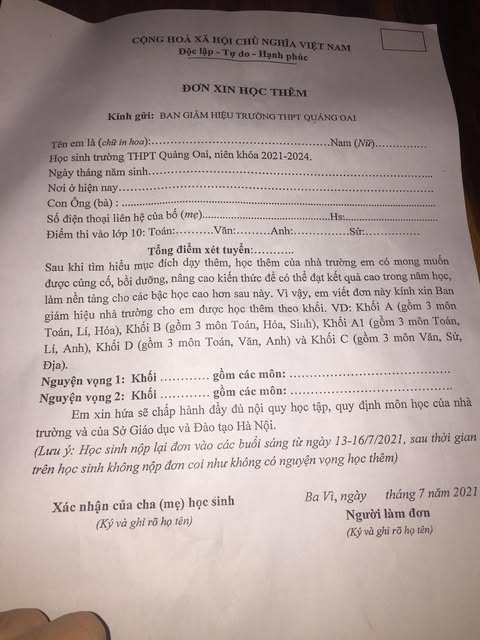 CỘNG HOÀ XÃ HỘI CHỦ NGHĨA VIỆT NAM
Độc lập - Tự do - Hạnh phúc
ĐƠN XIN HỌC THÊM
Kính gửi: BAN GIÁM HIỆU TRƯỜNG THPT QUẢNG OAI
Tên em là (chữ in hoa):............................................Nam (Nữ)....................
Học sinh trường THPT Quảng Oai, niên khóa 2021-2024.
Ngày tháng năm sinh................................................................
Nơi ở hiện nay................................................................
Con Ông (bà) : ................................................................
Số điện thoại liên hệ của bố (mẹ)................................Hs:....................
Điểm thi vào lớp 10: Toán:.........Văn:.........Anh:.............Sử:.............
Tổng điểm xét tuyển:..........
Sau khi tìm hiểu mục đích dạy thêm, học thêm của nhà trường em có mong muốn
được củng cố, bồi dưỡng, nâng cao kiến thức để có thể đạt kết quả cao trong năm học,
làm nền tảng cho các bậc học cao hơn sau này. Vì vậy, em viết đơn này kính xin Ban
giám hiệu nhà trường cho em được học thêm theo khối. VD: Khối A (gồm 3 môn
Toán, Lí, Hóa), Khối B (gồm 3 môn Toán, Hóa, Sinh), Khối A1 (gồm 3 môn Toán,
Lí, Anh), Khối D (gồm 3 môn Toán, Văn, Anh) và Khối C (gồm 3 môn Văn, Sử,
Địa).
Nguyện vọng 1: Khối ........... gồm các môn: ................................
Nguyện vọng 2: Khối ........... gồm các môn: ................................
Em xin hứa sẽ chấp hành đầy đủ nội quy học tập, quy định môn học của nhà
trường và của Sở Giáo dục và Đào tạo Hà Nội.
(Lưu ý: Học sinh nộp lại đơn vào các buổi sáng từ ngày 13-16/7/2021, sau thời gian
trên học sinh không nộp đơn coi như không có nguyện vọng học thêm)
Ba Vì, ngày tháng 7 năm 2021
Xác nhận của cha (mẹ) học sinh
Người làm đơn
(Ký và ghi rõ họ tên)
(Ký và ghi rõ họ tên)